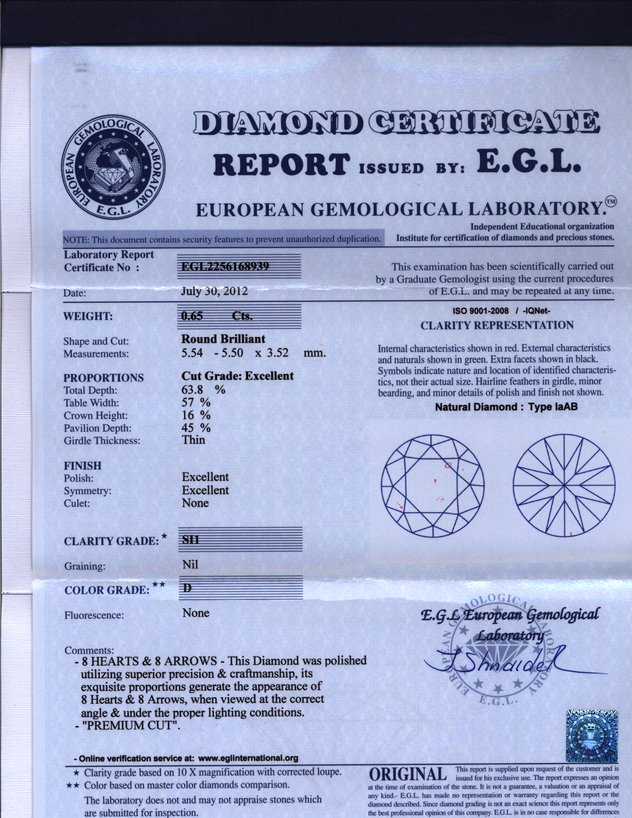 DIAMOND CERTIFICATE
REPORT ISSUED BY: E.G.L.
EUROPEAN GEMOLOGICAL LABORATORY.™
EUROPEAN GEMOLOGICAL LABORATORY
E.G.L.
Independent Educational organization
NOTE: This document contains security features to prevent unauthorized duplication.
Institute for certification of diamonds and precious stones.
Laboratory Report
Certificate No : EGL2256168939
Date: July 30, 2012
WEIGHT: 0.65 Cts.
Shape and Cut: Round Brilliant
Measurements: 5.54 - 5.50 x 3.52 mm.
PROPORTIONS Cut Grade: Excellent
Total Depth: 63.8 %
Table Width: 57 %
Crown Height: 16 %
Pavilion Depth: 45 %
Girdle Thickness: Thin
FINISH
Polish: Excellent
Symmetry: Excellent
Culet: None
CLARITY GRADE: ★ SI1
Graining: Nil
COLOR GRADE: ★★ D
Fluorescence: None
Comments:
- 8 HEARTS & 8 ARROWS - This Diamond was polished
utilizing superior precision & craftmanship, its
exquisite proportions generate the appearance of
8 Hearts & 8 Arrows, when viewed at the correct
angle & under the proper lighting conditions.
- "PREMIUM CUT".
- Online verification service at: www.eglinternational.org
★ Clarity grade based on 10 X magnification with corrected loupe.
★★ Color based on master color diamonds comparison.
The laboratory does not and may not appraise stones which
are submitted for inspection.
This examination has been scientifically carried out
by a Graduate Gemologist using the current procedures
of E.G.L. and may be repeated at any time.
ISO 9001-2008 / -IQNet-
CLARITY REPRESENTATION
Internal characteristics shown in red. External characteristics
and naturals shown in green. Extra facets shown in black.
Symbols indicate nature and location of identified characteris-
tics, not their actual size. Hairline feathers in girdle, minor
bearding, and minor details of polish and finish not shown.
Natural Diamond : Type IaAB
E.G.L European Gemological
Laboratory
EUROPEAN GEMOLOGICAL LABORATORY
E.G.L.
ORIGINAL This report is supplied upon request of the customer and is
issued for his exclusive use. The report expresses an opinion
at the time of examination of the stone. It is not a guarantee, a valuation or an appraisal of
any kind.- E.G.L. has made no representation or warranty regarding this report or the
diamond described. Since diamond grading is not an exact science this report represents only
the best professional opinion of this company. E.G.L. is in no case responsible for differences